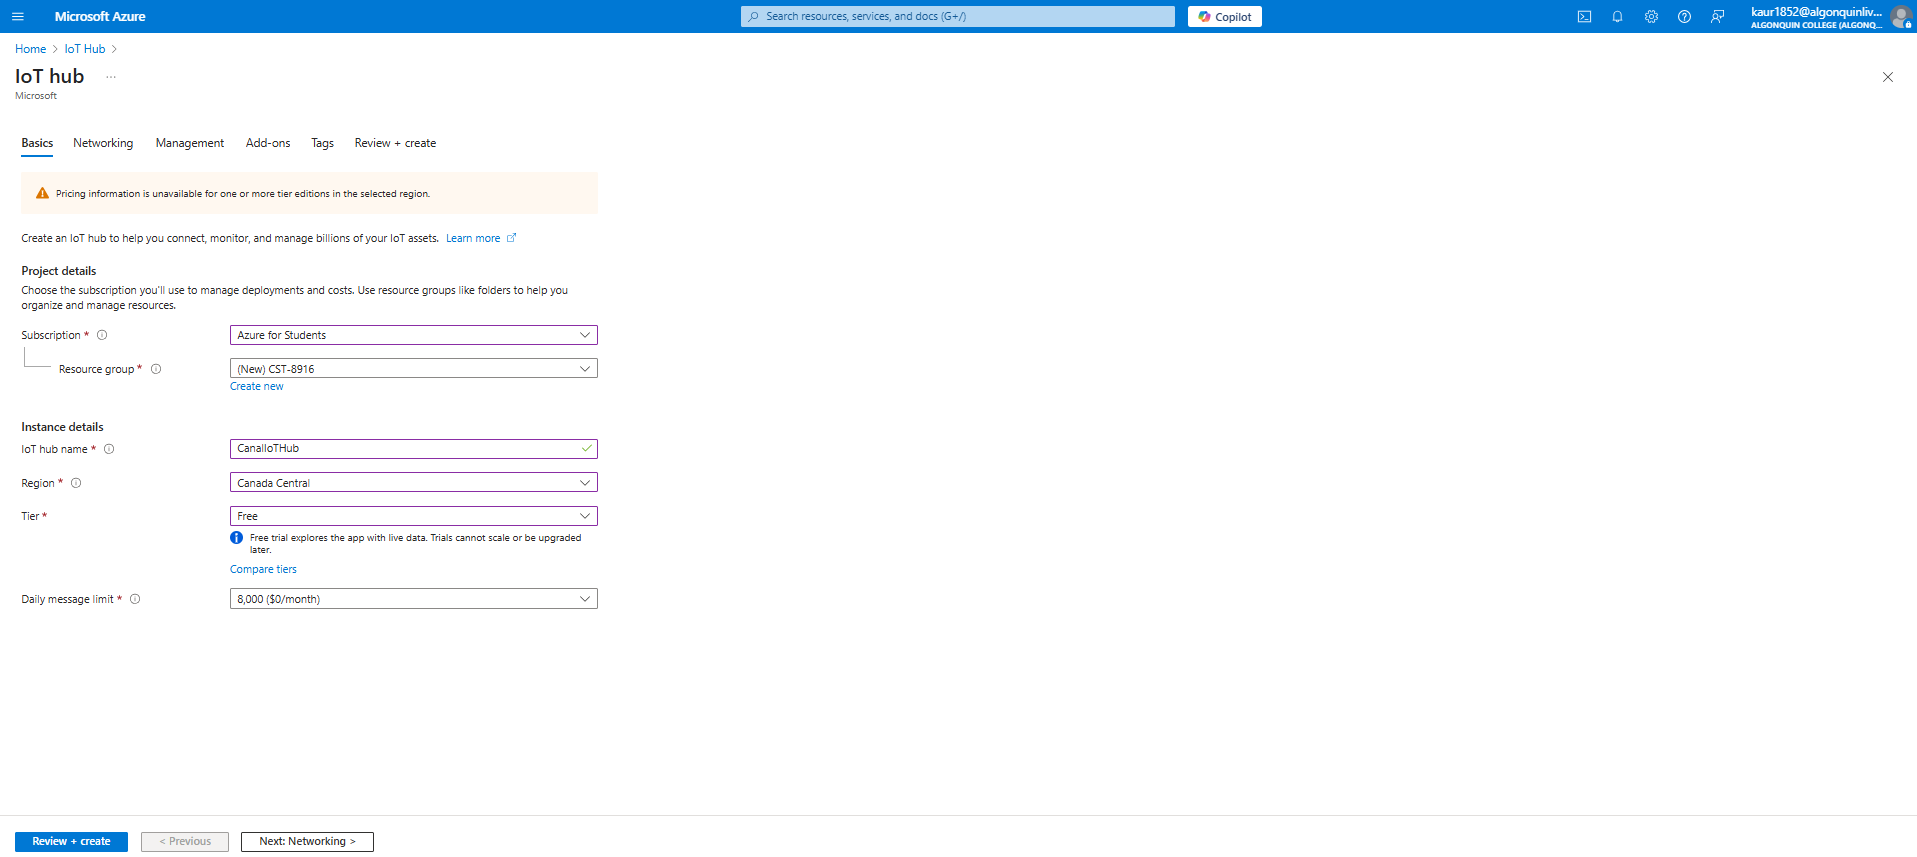 Microsoft Azure
Search resources, services, and docs (G+/)
Copilot
kaur1852@algonquinliv...
ALGONQUIN COLLEGE (ALGONQ...
Home > IoT Hub >
IoT hub ...
Microsoft
Basics Networking Management Add-ons Tags Review + create
Pricing information is unavailable for one or more tier editions in the selected region.
Create an IoT hub to help you connect, monitor, and manage billions of your IoT assets. Learn more
Project details
Choose the subscription you'll use to manage deployments and costs. Use resource groups like folders to help you
organize and manage resources.
Subscription * Azure for Students
Resource group * (New) CST-8916
Create new
Instance details
IoT hub name * CanalIoTHub
Region * Canada Central
Tier * Free
Free trial explores the app with live data. Trials cannot scale or be upgraded
later.
Compare tiers
Daily message limit * 8,000 ($0/month)
Review + create < Previous Next: Networking >